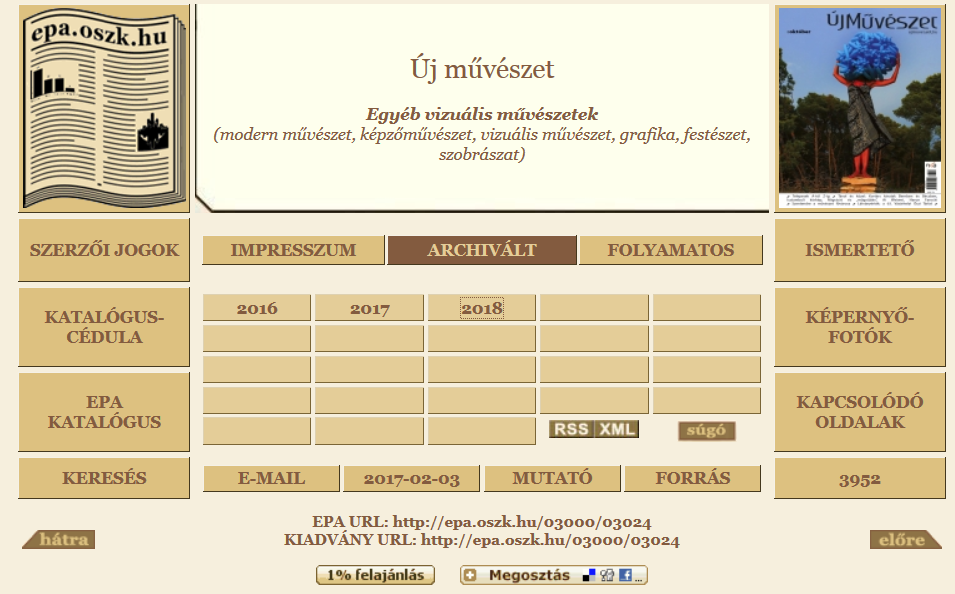 epa.oszk.hu
Új művészet
Egyéb vizuális művészetek
(modern művészet, képzőművészet, vizuális művészet, grafika, festészet,
szobrászat)
ÚJMűvészet
október
SZERZŐI JOGOK
IMPRESSZUM
ARCHIVÁLT
FOLYAMATOS
ISMERTETŐ
2016
2017
2018
KATALÓGUS-
CÉDULA
KÉPERNYŐ-
FOTÓK
EPA
KATALÓGUS
KAPCSOLÓDÓ
OLDALAK
RSS XML
súgó
KERESÉS
E-MAIL
2017-02-03
MUTATÓ
FORRÁS
3952
EPA URL: http://epa.oszk.hu/03000/03024
KIADVÁNY URL: http://epa.oszk.hu/03000/03024
hátra
előre
1% felajánlás
Megosztás ...